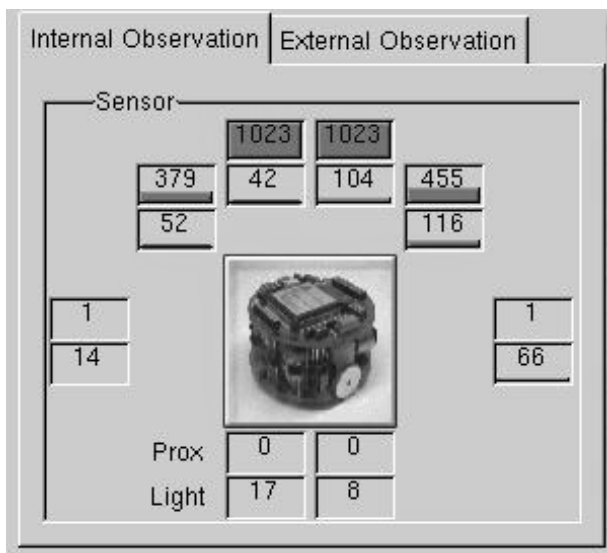 Internal Observation External Observation
Sensor
1023 1023
379 42 104 455
52 116
1 1
14 66
Prox 0 0
Light 17 8